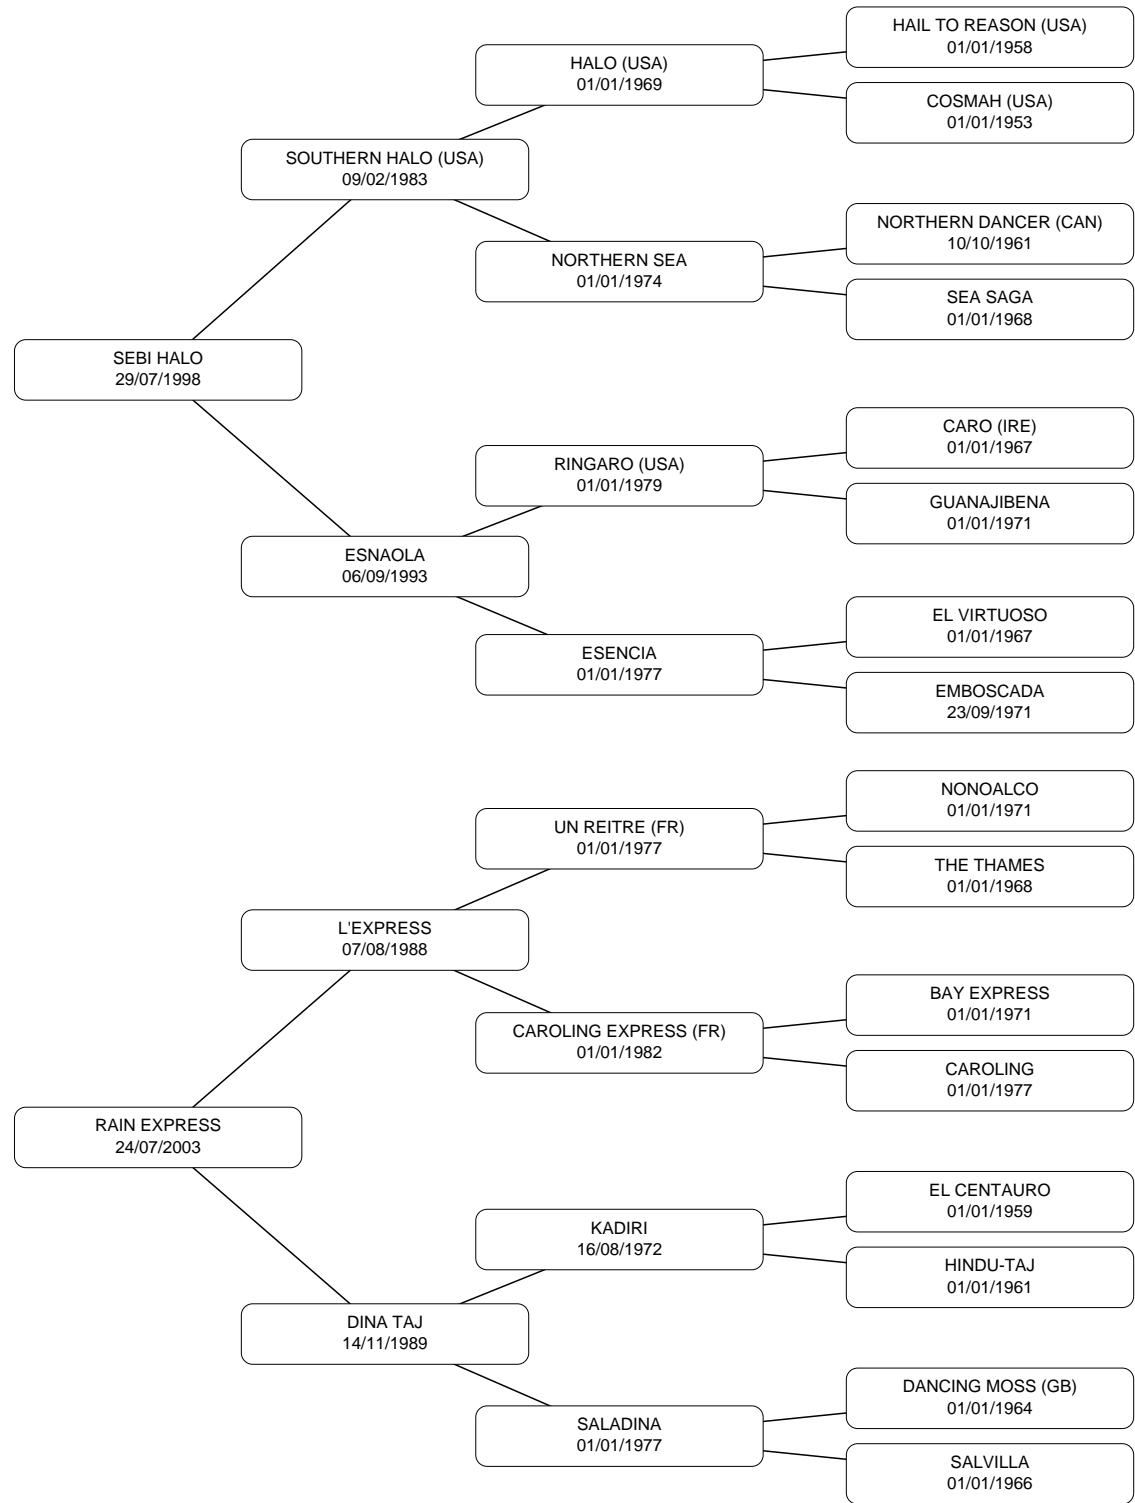 HAIL TO REASON (USA)
01/01/1958
HALO (USA)
01/01/1969
COSMAH (USA)
01/01/1953
SOUTHERN HALO (USA)
09/02/1983
NORTHERN DANCER (CAN)
10/10/1961
NORTHERN SEA
01/01/1974
SEA SAGA
01/01/1968
SEBI HALO
29/07/1998
CARO (IRE)
01/01/1967
RINGARO (USA)
01/01/1979
GUANAJIBENA
01/01/1971
ESNAOLA
06/09/1993
EL VIRTUOSO
01/01/1967
ESENCIA
01/01/1977
EMBOSCADA
23/09/1971
NONOALCO
01/01/1971
UN REITRE (FR)
01/01/1977
THE THAMES
01/01/1968
L'EXPRESS
07/08/1988
BAY EXPRESS
01/01/1971
CAROLING EXPRESS (FR)
01/01/1982
CAROLING
01/01/1977
RAIN EXPRESS
24/07/2003
EL CENTAURO
01/01/1959
KADIRI
16/08/1972
HINDU-TAJ
01/01/1961
DINA TAJ
14/11/1989
DANCING MOSS (GB)
01/01/1964
SALADINA
01/01/1977
SALVILLA
01/01/1966